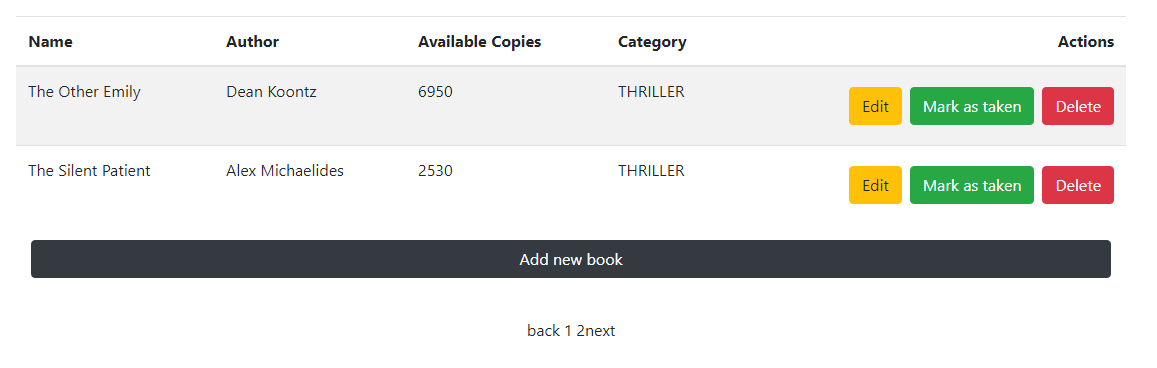 Name Author Available Copies Category Actions
The Other Emily Dean Koontz 6950 THRILLER Edit Mark as taken Delete
The Silent Patient Alex Michaelides 2530 THRILLER Edit Mark as taken Delete
Add new book
back 1 2next